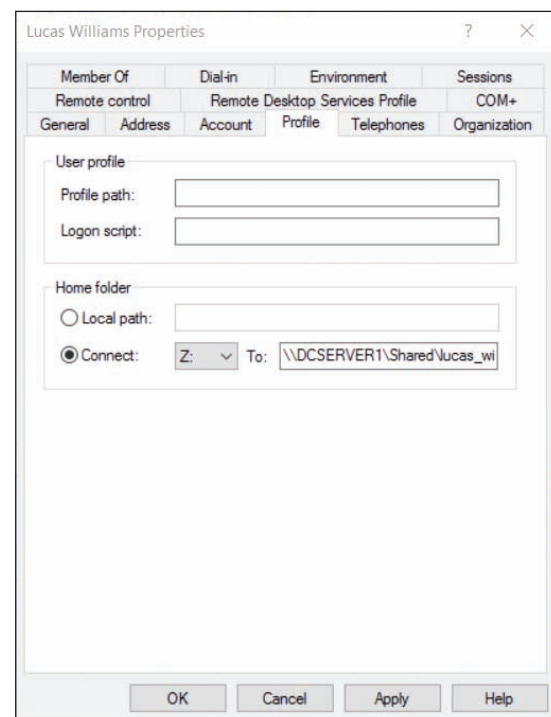 Lucas Williams Properties ? ×
Member Of Dial-in Environment Sessions
Remote control Remote Desktop Services Profile COM+
General Address Account Profile Telephones Organization
User profile
Profile path:
Logon script:
Home folder
Local path:
Connect: Z: To: \\DCSERVER1\Shared\lucas_wi
OK Cancel Apply Help